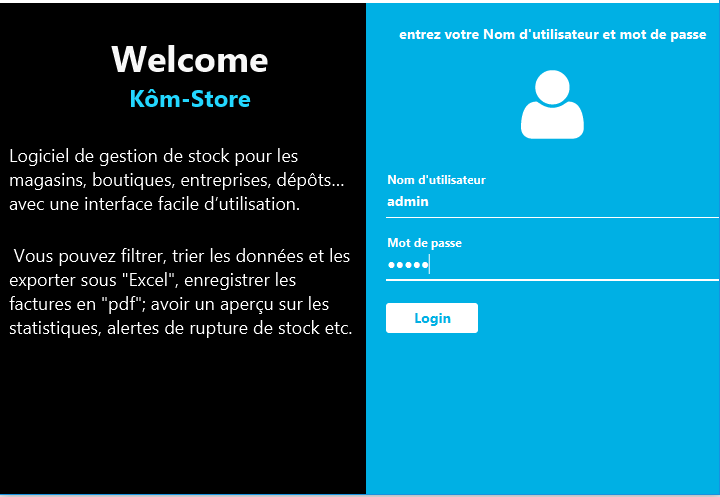 Welcome
Kôm-Store
Logiciel de gestion de stock pour les
magasins, boutiques, entreprises, dépôts...
avec une interface facile d'utilisation.
Vous pouvez filtrer, trier les données et les
exporter sous "Excel", enregistrer les
factures en "pdf"; avoir un aperçu sur les
statistiques, alertes de rupture de stock etc.
entrez votre Nom d'utilisateur et mot de passe
Nom d'utilisateur
admin
Mot de passe
●●●●●
Login